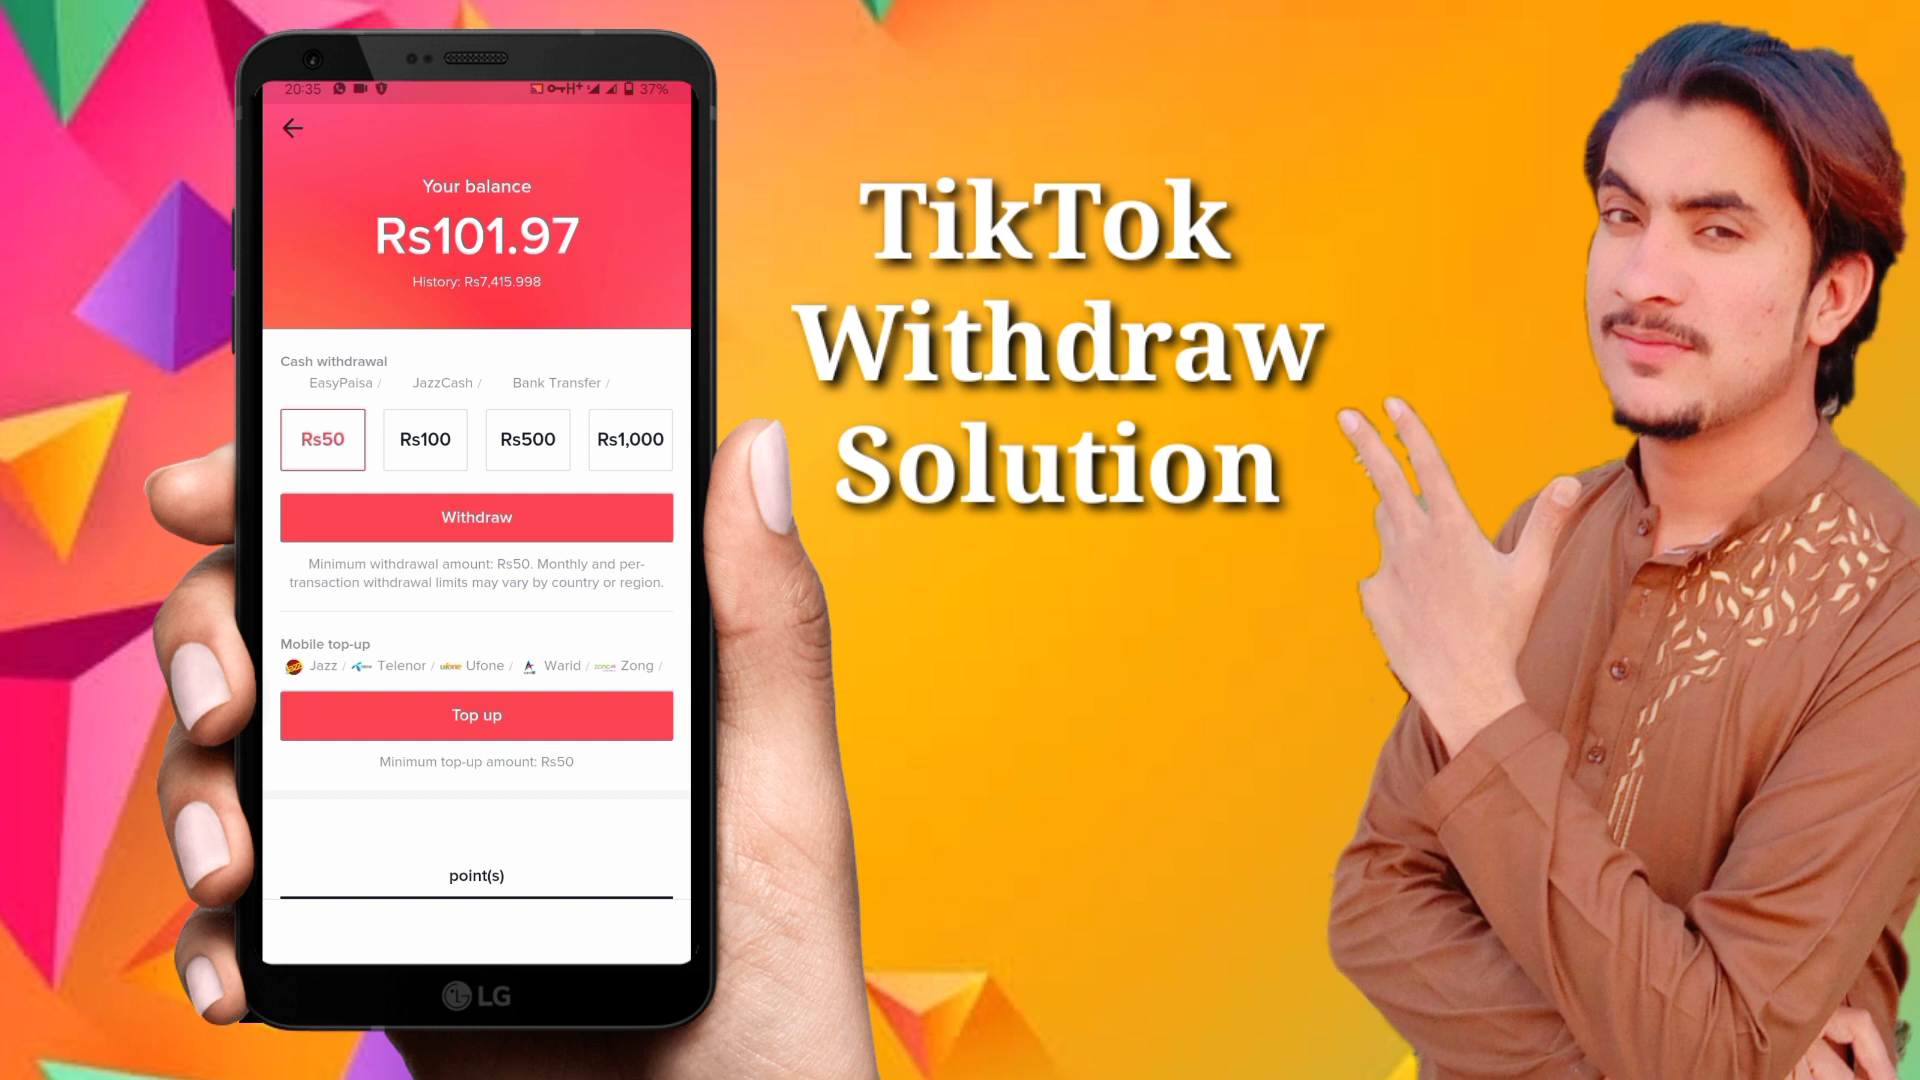 20:35
H+
37%
Your balance
Rs101.97
History: Rs7,415.998
Cash withdrawal
EasyPaisa / JazzCash / Bank Transfer /
Rs50 Rs100 Rs500 Rs1,000
Withdraw
Minimum withdrawal amount: Rs50. Monthly and per-
transaction withdrawal limits may vary by country or region.
Mobile top-up
Jazz / Telenor / ufone Ufone / Warid / Zong /
Top up
Minimum top-up amount: Rs50
point(s)
LG
TikTok
Withdraw
Solution